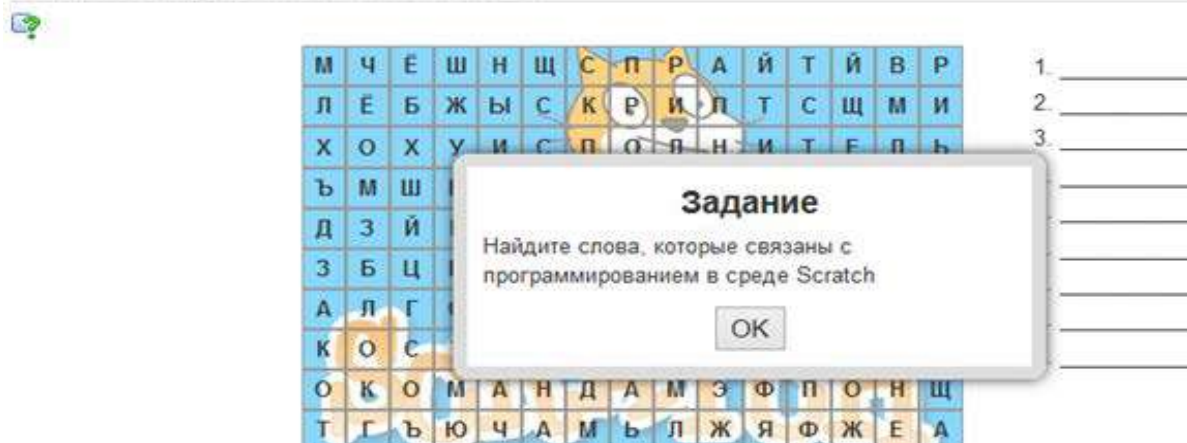 М Ч Ё Ш Н Щ С П Р А Й Т Й В Р
Л Ё Б Ж Ы С К Р И П Т С Щ М И
Х О Х У И С П О Л Н И Т Е Л Ь
Ъ М Ш
Д З Й
З Б Ц
А Л Г
К О С
О К О М А Н Д А М Э Ф П О Н Щ
Т Г Ъ Ю Ч А М Ь Л Ж Я Ф Ж Е А
1.
2.
3.
Задание
Найдите слова, которые связаны с
программированием в среде Scratch
OK